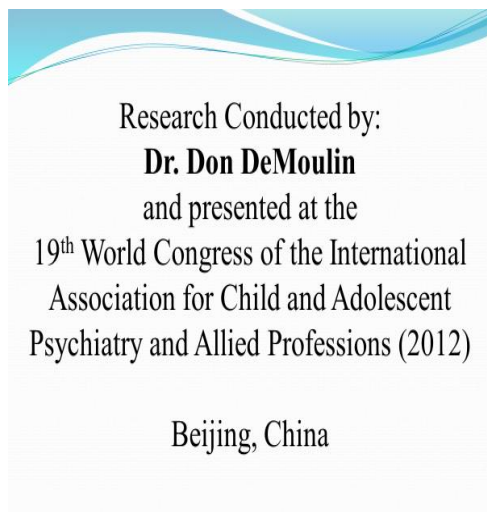 Research Conducted by:
Dr. Don DeMoulin
and presented at the
19th World Congress of the International
Association for Child and Adolescent
Psychiatry and Allied Professions (2012)
Beijing, China